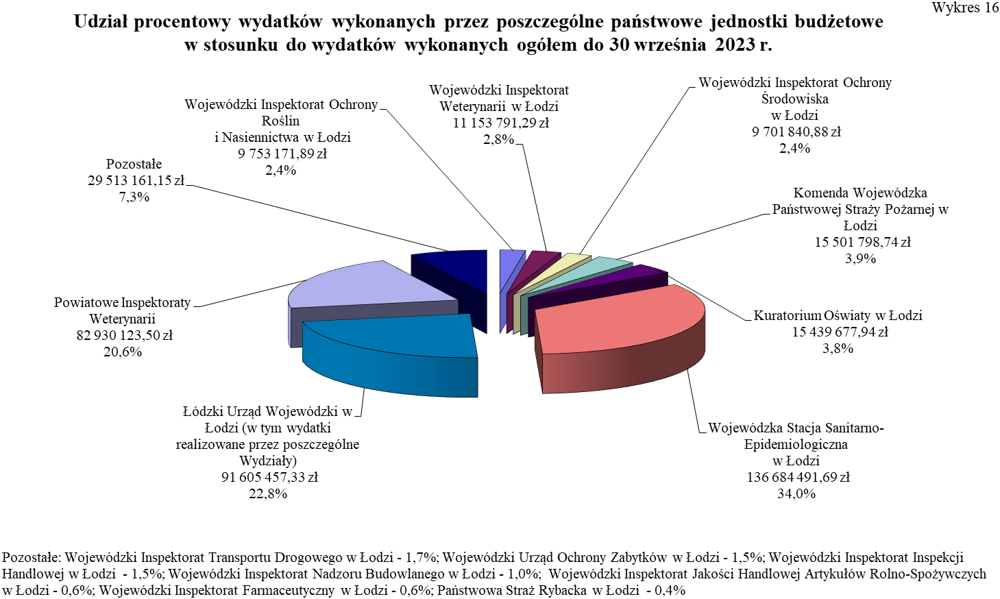 Wykres 16
Udział procentowy wydatków wykonanych przez poszczególne państwowe jednostki budżetowe
w stosunku do wydatków wykonanych ogółem do 30 września 2023 r.
Wojewódzki Inspektorat Ochrony
Roślin
i Nasiennictwa w Łodzi
9 753 171,89 zł
2,4%
Wojewódzki Inspektorat
Weterynarii w Łodzi
11 153 791,29 zł
2,8%
Wojewódzki Inspektorat Ochrony
Środowiska
w Łodzi
9 701 840,88 zł
2,4%
Pozostałe
29 513 161,15 zł
7,3%
Komenda Wojewódzka
Państwowej Straży Pożarnej w
Łodzi
15 501 798,74 zł
3,9%
Powiatowe Inspektoraty
Weterynarii
82 930 123,50 zł
20,6%
Kuratorium Oświaty w Łodzi
15 439 677,94 zł
3,8%
Łódzki Urząd Wojewódzki w
Łodzi (w tym wydatki
realizowane przez poszczególne
Wydziały)
91 605 457,33 zł
22,8%
Wojewódzka Stacja Sanitarno-
Epidemiologiczna
w Łodzi
136 684 491,69 zł
34,0%
Pozostałe: Wojewódzki Inspektorat Transportu Drogowego w Łodzi - 1,7%; Wojewódzki Urząd Ochrony Zabytków w Łodzi - 1,5%; Wojewódzki Inspektorat Inspekcji
Handlowej w Łodzi - 1,5%; Wojewódzki Inspektorat Nadzoru Budowlanego w Łodzi - 1,0%; Wojewódzki Inspektorat Jakości Handlowej Artykułów Rolno-Spożywczych
w Łodzi - 0,6%; Wojewódzki Inspektorat Farmaceutyczny w Łodzi - 0,6%; Państwowa Straż Rybacka w Łodzi - 0,4%